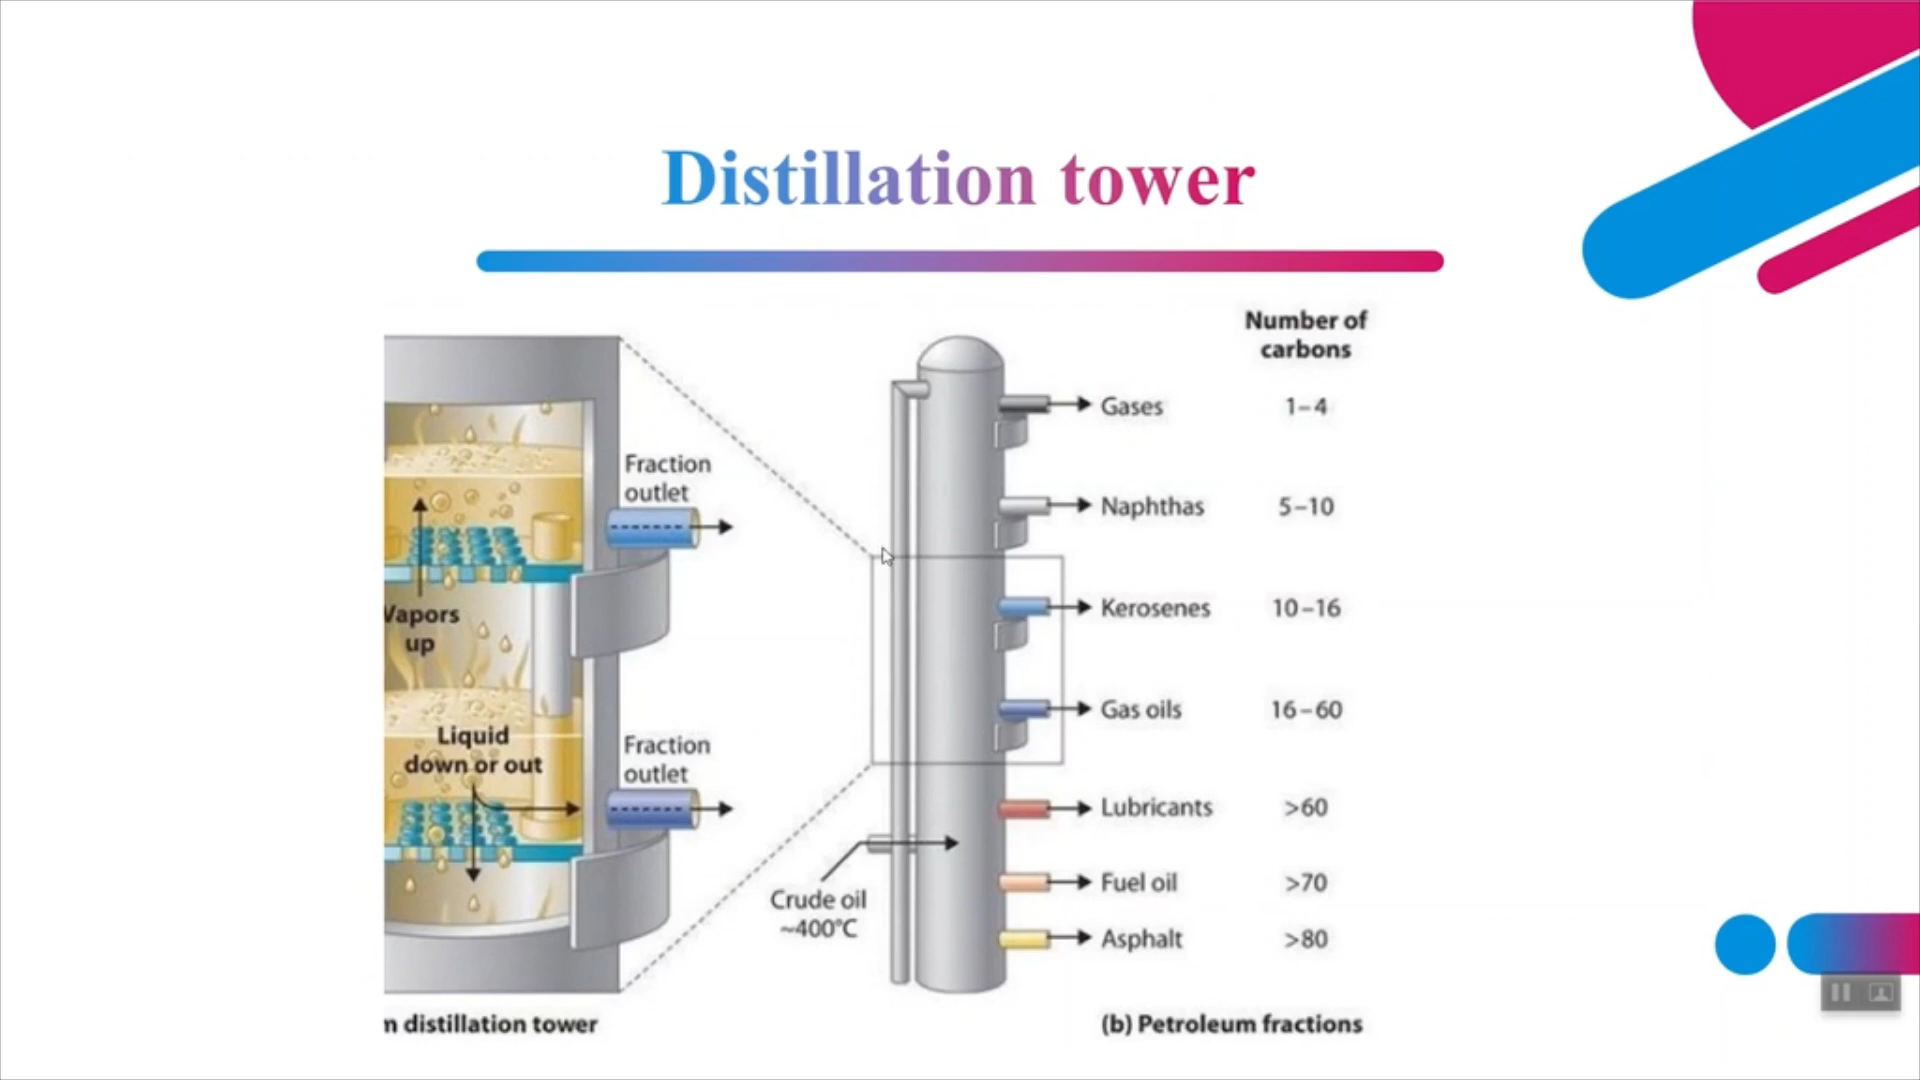 Distillation tower
Number of
carbons
Gases 1–4
Fraction
outlet
Naphthas 5–10
Vapors
up
Kerosenes 10–16
Gas oils 16–60
Liquid
down or out
Fraction
outlet
Lubricants >60
Crude oil
~400°C
Fuel oil >70
Asphalt >80
n distillation tower
(b) Petroleum fractions